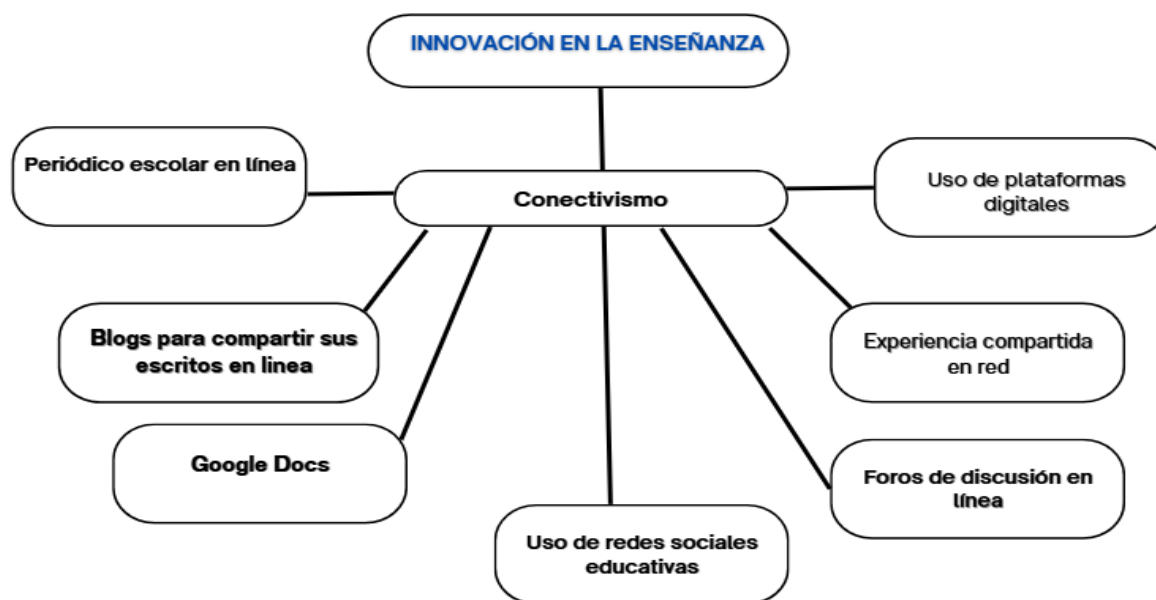 INNOVACIÓN EN LA ENSEÑANZA
Periódico escolar en línea
Conectivismo
Uso de plataformas
digitales
Blogs para compartir sus
escritos en linea
Experiencia compartida
en red
Google Docs
Foros de discusión en
línea
Uso de redes sociales
educativas